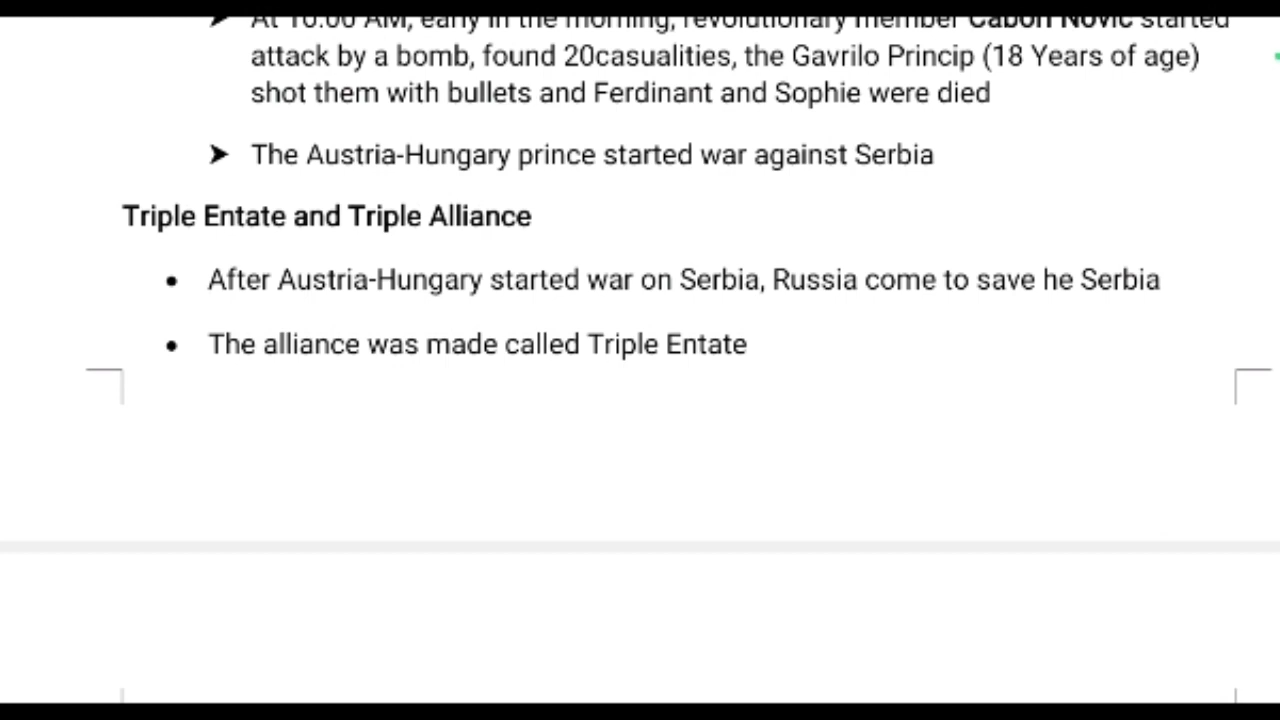 ➤ At 10:00 AM, early in the morning, revolutionary member Cabon Novic started
attack by a bomb, found 20casualities, the Gavrilo Princip (18 Years of age)
shot them with bullets and Ferdinant and Sophie were died
➤ The Austria-Hungary prince started war against Serbia
Triple Entate and Triple Alliance
• After Austria-Hungary started war on Serbia, Russia come to save he Serbia
• The alliance was made called Triple Entate